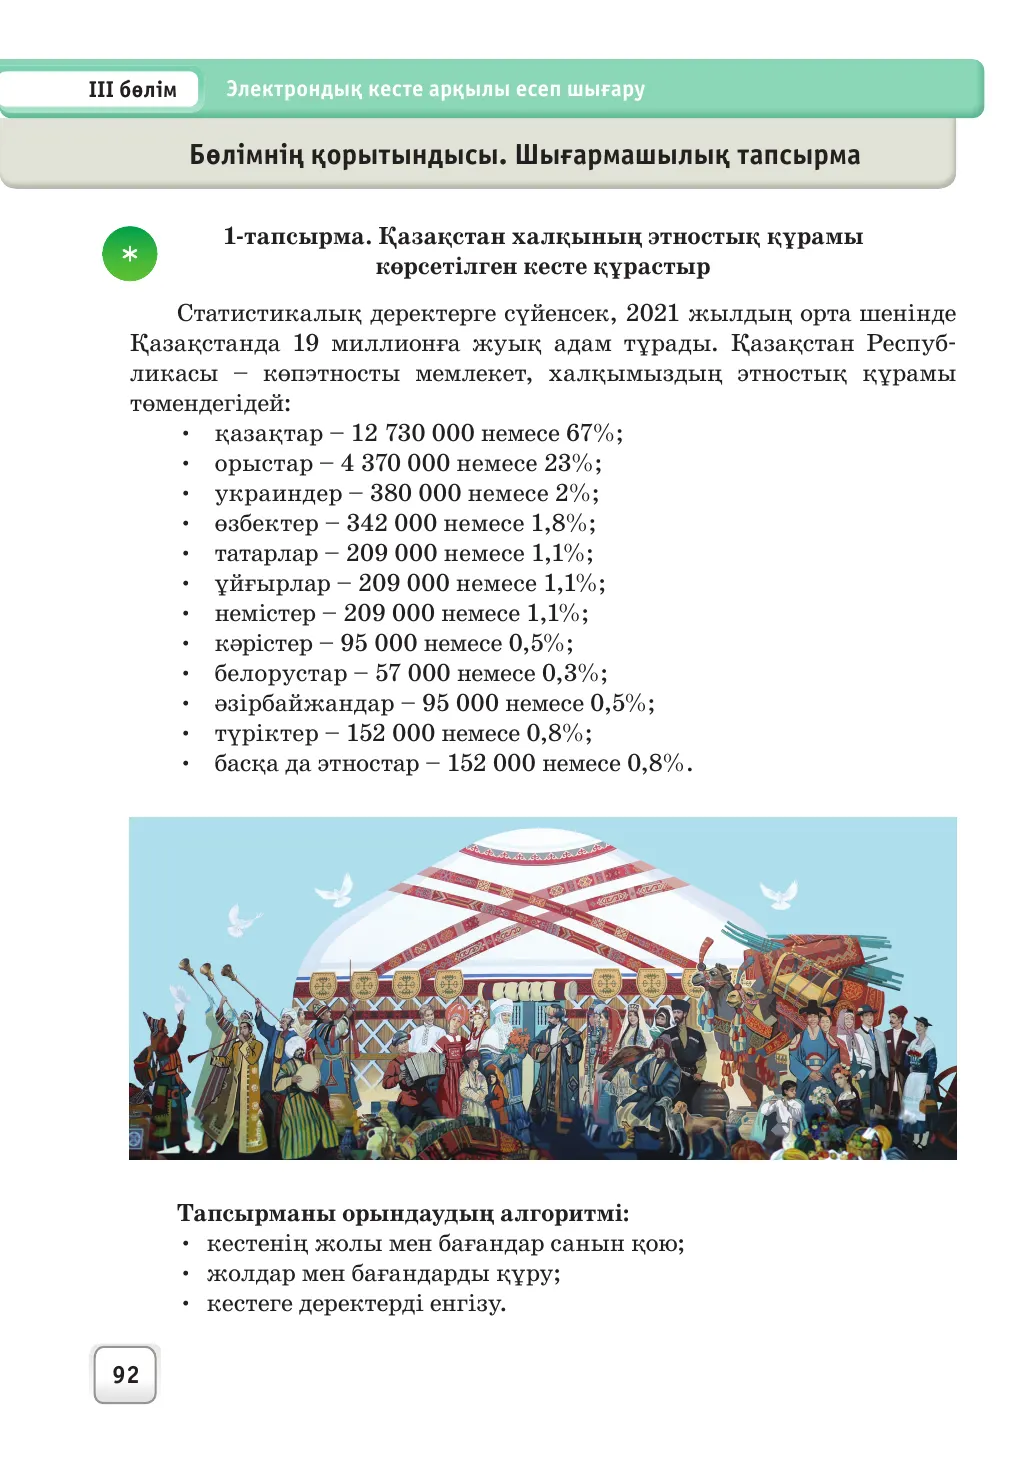 III бөлім
Электрондық кесте арқылы есеп шығару
Бөлімнің қорытындысы. Шығармашылық тапсырма
*
1-тапсырма. Қазақстан халқының этностық құрамы
көрсетілген кесте құрастыр
Статистикалық деректерге сүйенсек, 2021 жылдың орта шенінде
Қазақстанда 19 миллионға жуық адам тұрады. Қазақстан Респуб-
ликасы – көпэтносты мемлекет, халқымыздың этностық құрамы
төмендегідей:
• қазақтар – 12 730 000 немесе 67%;
• орыстар – 4 370 000 немесе 23%;
• украиндер – 380 000 немесе 2%;
• өзбектер – 342 000 немесе 1,8%;
• татарлар – 209 000 немесе 1,1%;
• ұйғырлар – 209 000 немесе 1,1%;
• немістер – 209 000 немесе 1,1%;
• кәрістер – 95 000 немесе 0,5%;
• белорустар – 57 000 немесе 0,3%;
• әзірбайжандар – 95 000 немесе 0,5%;
• түріктер – 152 000 немесе 0,8%;
• басқа да этностар – 152 000 немесе 0,8%.
Тапсырманы орындаудың алгоритмі:
• кестенің жолы мен бағандар санын қою;
• жолдар мен бағандарды құру;
• кестеге деректерді енгізу.
92